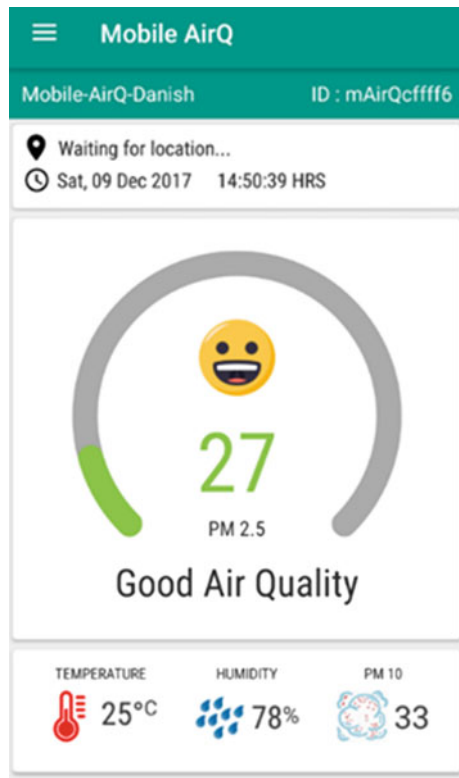 Mobile AirQ
Mobile-AirQ-Danish ID : mAirQcffff6
Waiting for location...
Sat, 09 Dec 2017 14:50:39 HRS
27
PM 2.5
Good Air Quality
TEMPERATURE HUMIDITY PM 10
25°C 78% 33